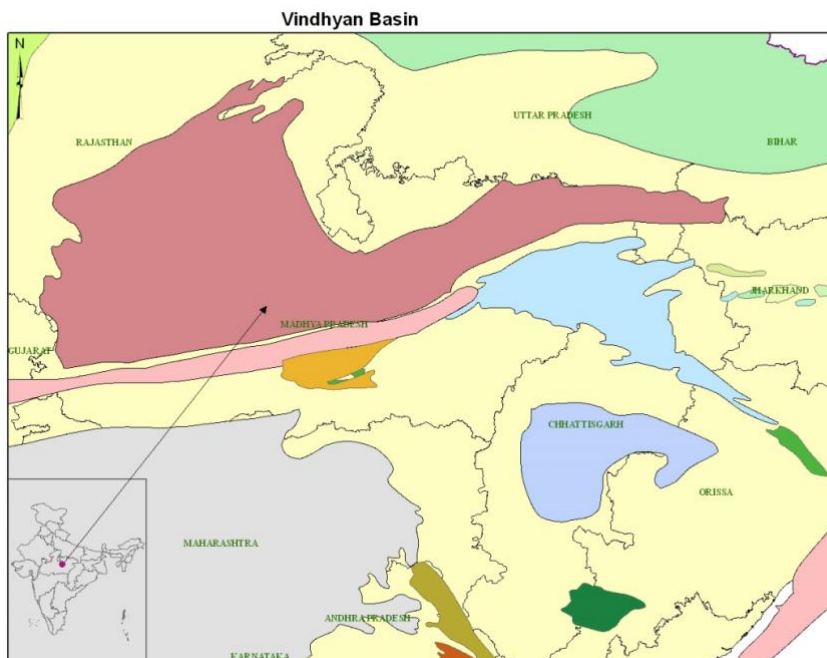 Vindhyan Basin
N
UTTAR PRADESH
RAJASTHAN
BIHAR
JHARKHAND
MADHYA PRADESH
GUJARAT
CHHATTISGARH
ORISSA
MAHARASHTRA
ANDHRA PRADESH
KARNATAKA